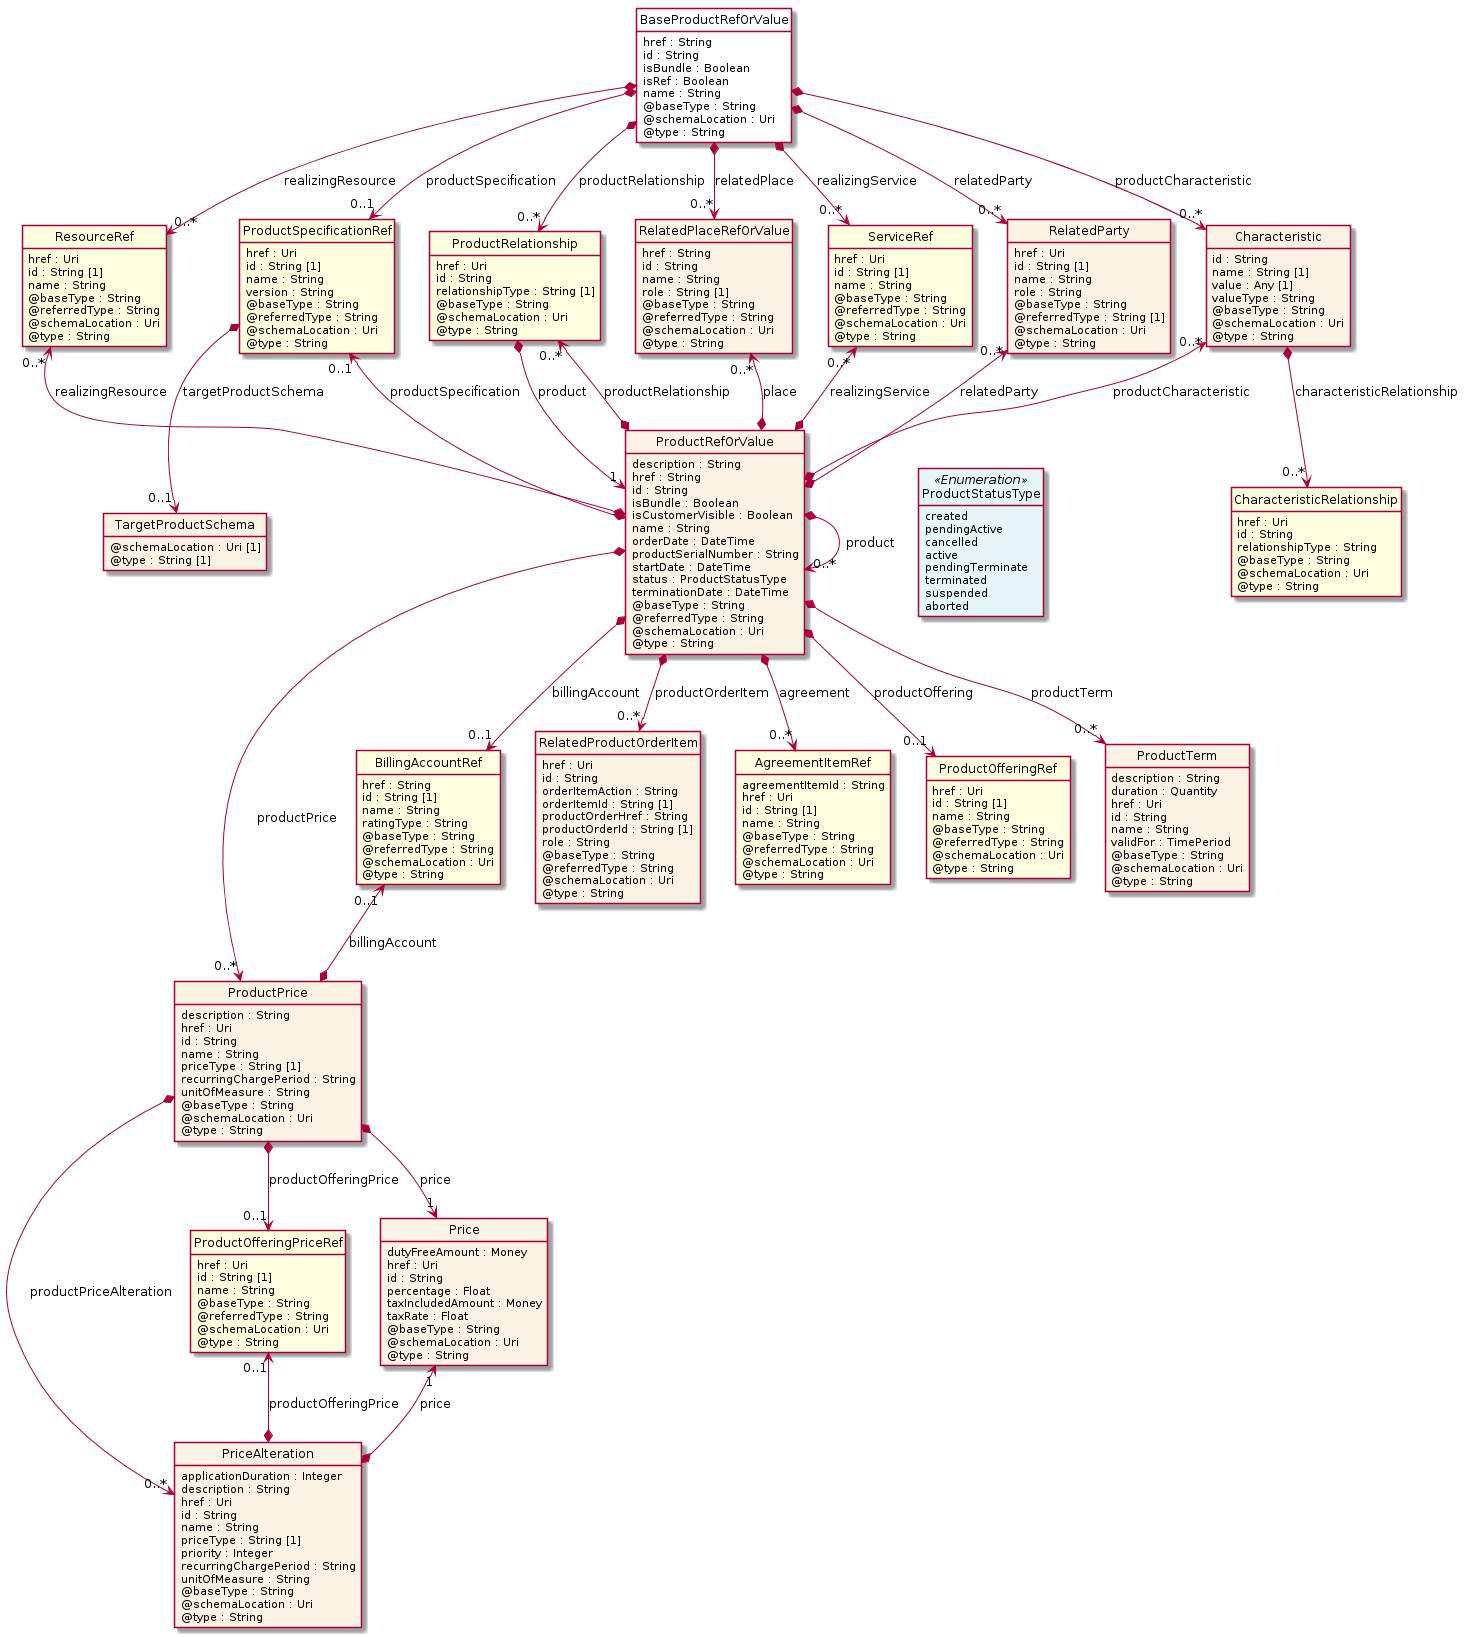 BaseProductRefOrValue
href : String
id : String
isBundle : Boolean
isRef : Boolean
name : String
@baseType : String
@schemaLocation : Uri
@type : String
realizingResource
productSpecification
productRelationship
relatedPlace
realizingService
relatedParty
productCharacteristic
0..*
0..1
0..*
0..*
0..*
0..*
0..*
ResourceRef
href : Uri
id : String [1]
name : String
@baseType : String
@referredType : String
@schemaLocation : Uri
@type : String
ProductSpecificationRef
href : Uri
id : String [1]
name : String
version : String
@baseType : String
@referredType : String
@schemaLocation : Uri
@type : String
ProductRelationship
href : Uri
id : String
relationshipType : String [1]
@baseType : String
@schemaLocation : Uri
@type : String
RelatedPlaceRefOrValue
href : String
id : String
name : String
role : String [1]
@baseType : String
@referredType : String
@schemaLocation : Uri
@type : String
ServiceRef
href : Uri
id : String [1]
name : String
@baseType : String
@referredType : String
@schemaLocation : Uri
@type : String
RelatedParty
href : Uri
id : String [1]
name : String
role : String
@baseType : String
@referredType : String [1]
@schemaLocation : Uri
@type : String
Characteristic
id : String
name : String [1]
value : Any [1]
valueType : String
@baseType : String
@schemaLocation : Uri
@type : String
0..*
0..1
0..*
0..*
0..*
0..*
0..*
realizingResource
targetProductSchema
productSpecification
product
productRelationship
place
realizingService
relatedParty
productCharacteristic
characteristicRelationship
0..1
1
0..*
TargetProductSchema
@schemaLocation : Uri [1]
@type : String [1]
ProductRefOrValue
description : String
href : String
id : String
isBundle : Boolean
isCustomerVisible : Boolean
name : String
orderDate : DateTime
productSerialNumber : String
startDate : DateTime
status : ProductStatusType
terminationDate : DateTime
@baseType : String
@referredType : String
@schemaLocation : Uri
@type : String
product
0..*
«Enumeration»
ProductStatusType
created
pendingActive
cancelled
active
pendingTerminate
terminated
suspended
aborted
CharacteristicRelationship
href : Uri
id : String
relationshipType : String
@baseType : String
@schemaLocation : Uri
@type : String
billingAccount
productOrderItem
agreement
productOffering
productTerm
0..1
0..*
0..*
0..1
0..*
productPrice
BillingAccountRef
href : String
id : String [1]
name : String
ratingType : String
@baseType : String
@referredType : String
@schemaLocation : Uri
@type : String
RelatedProductOrderItem
href : Uri
id : String
orderItemAction : String
orderItemId : String [1]
productOrderHref : String
productOrderId : String [1]
role : String
@baseType : String
@referredType : String
@schemaLocation : Uri
@type : String
AgreementItemRef
agreementItemId : String
href : Uri
id : String [1]
name : String
@baseType : String
@referredType : String
@schemaLocation : Uri
@type : String
ProductOfferingRef
href : Uri
id : String [1]
name : String
@baseType : String
@referredType : String
@schemaLocation : Uri
@type : String
ProductTerm
description : String
duration : Quantity
href : Uri
id : String
name : String
validFor : TimePeriod
@baseType : String
@schemaLocation : Uri
@type : String
0..1
billingAccount
0..*
ProductPrice
description : String
href : Uri
id : String
name : String
priceType : String [1]
recurringChargePeriod : String
unitOfMeasure : String
@baseType : String
@schemaLocation : Uri
@type : String
productOfferingPrice
price
0..1
1
productPriceAlteration
ProductOfferingPriceRef
href : Uri
id : String [1]
name : String
@baseType : String
@referredType : String
@schemaLocation : Uri
@type : String
Price
dutyFreeAmount : Money
href : Uri
id : String
percentage : Float
taxIncludedAmount : Money
taxRate : Float
@baseType : String
@schemaLocation : Uri
@type : String
0..1
1
productOfferingPrice
price
0..*
PriceAlteration
applicationDuration : Integer
description : String
href : Uri
id : String
name : String
priceType : String [1]
priority : Integer
recurringChargePeriod : String
unitOfMeasure : String
@baseType : String
@schemaLocation : Uri
@type : String